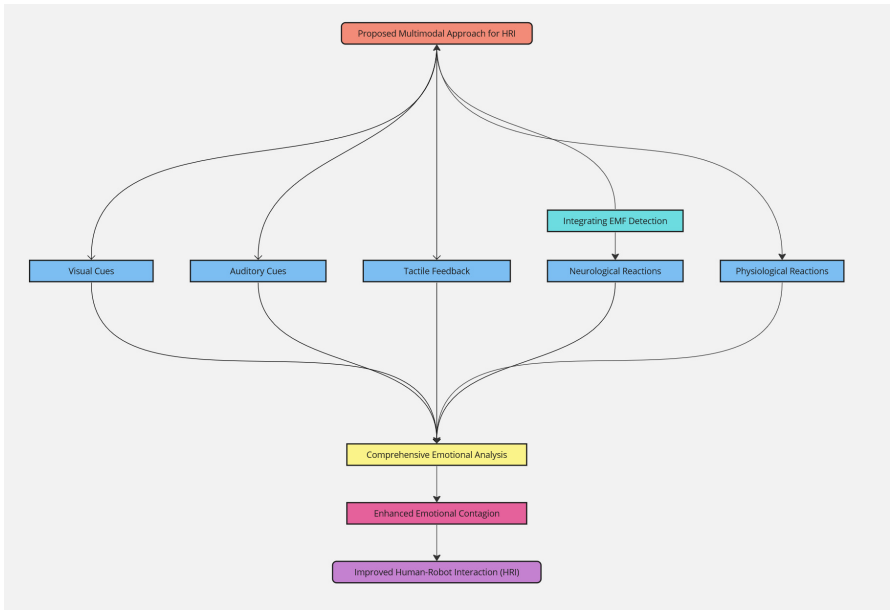 Proposed Multimodal Approach for HRI
Integrating EMF Detection
Visual Cues
Auditory Cues
Tactile Feedback
Neurological Reactions
Physiological Reactions
Comprehensive Emotional Analysis
Enhanced Emotional Contagion
Improved Human-Robot Interaction (HRI)